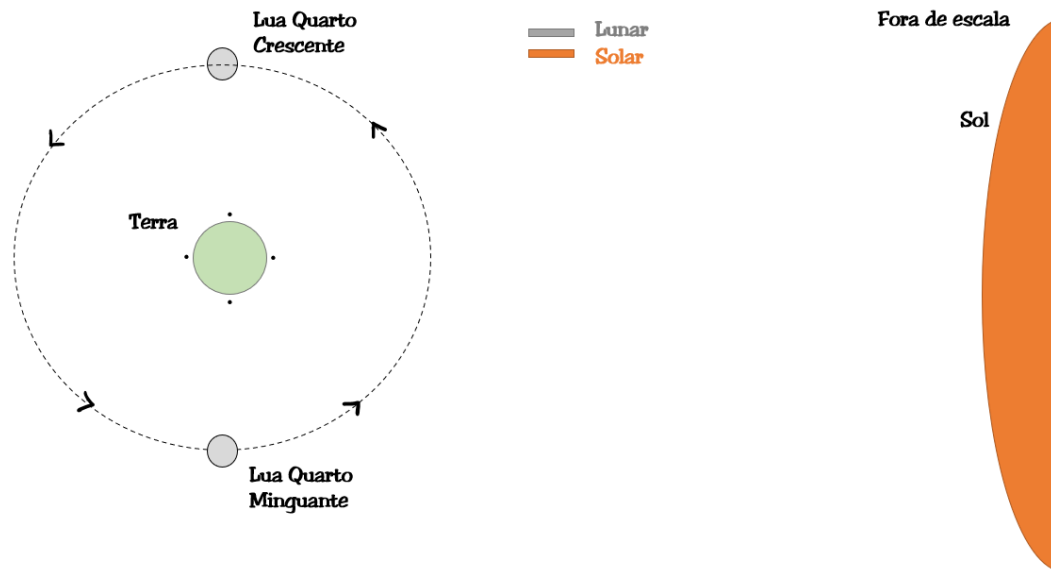 Lua Quarto
Crescente
Lunar
Solar
Fora de escala
Sol
Terra
Lua Quarto
Minguante